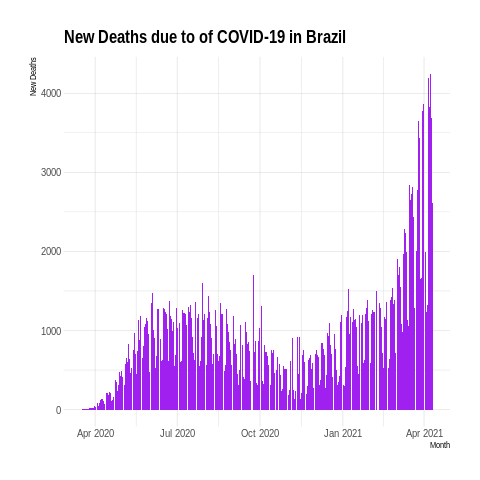 New Deaths due to of COVID-19 in Brazil
New Deaths
4000
3000
2000
1000
0
Apr 2020 Jul 2020 Oct 2020 Jan 2021 Apr 2021
Month